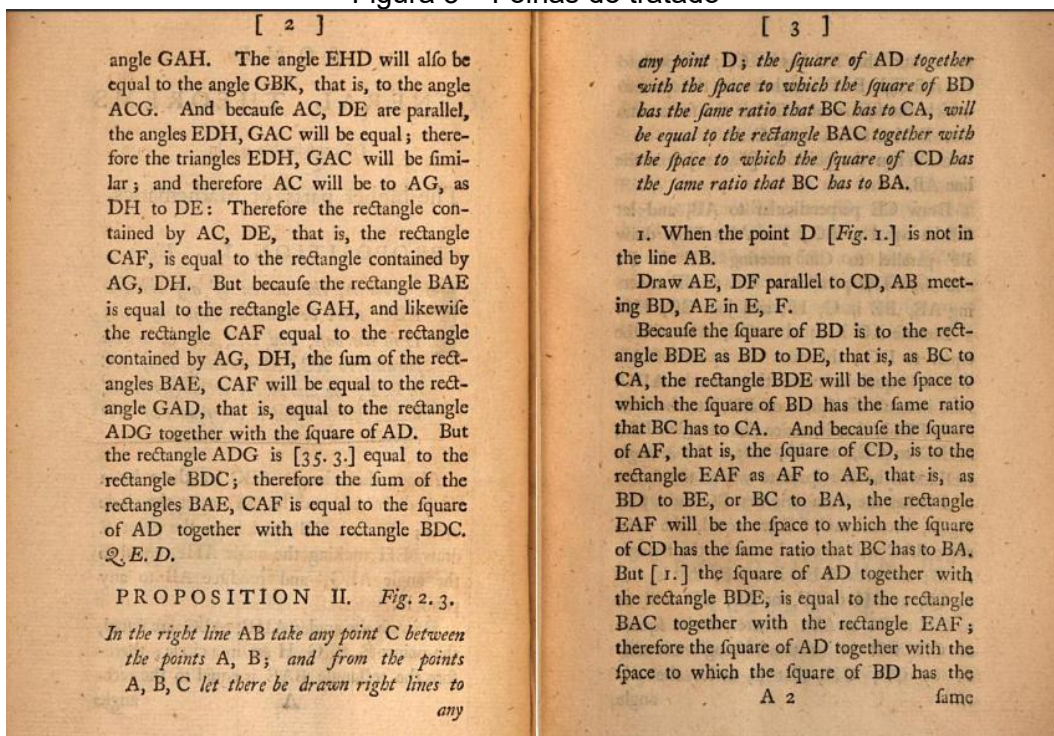 Figura 3 – Folhas do tratado
[ 2 ]
angle GAH. The angle EHD will alſo be
equal to the angle GBK, that is, to the angle
ACG. And becauſe AC, DE are parallel,
the angles EDH, GAC will be equal; there-
fore the triangles EDH, GAC will be ſimi-
lar; and therefore AC will be to AG, as
DH to DE: Therefore the rectangle con-
tained by AC, DE, that is, the rectangle
CAF, is equal to the rectangle contained by
AG, DH. But becauſe the rectangle BAE
is equal to the rectangle GAH, and likewiſe
the rectangle CAF equal to the rectangle
contained by AG, DH, the ſum of the rect-
angles BAE, CAF will be equal to the rect-
angle GAD, that is, equal to the rectangle
ADG together with the ſquare of AD. But
the rectangle ADG is [35. 3.] equal to the
rectangle BDC; therefore the ſum of the
rectangles BAE, CAF is equal to the ſquare
of AD together with the rectangle BDC.
Q. E. D.
PROPOSITION II. Fig. 2. 3.
In the right line AB take any point C between
the points A, B; and from the points
A, B, C let there be drawn right lines to
any
[ 3 ]
any point D; the ſquare of AD together
with the ſpace to which the ſquare of BD
has the ſame ratio that BC has to CA, will
be equal to the rectangle BAC together with
the ſpace to which the ſquare of CD has
the ſame ratio that BC has to BA.
1. When the point D [Fig. 1.] is not in
the line AB.
Draw AE, DF parallel to CD, AB meet-
ing BD, AE in E, F.
Becauſe the ſquare of BD is to the rect-
angle BDE as BD to DE, that is, as BC to
CA, the rectangle BDE will be the ſpace to
which the ſquare of BD has the ſame ratio
that BC has to CA. And becauſe the ſquare
of AF, that is, the ſquare of CD, is to the
rectangle EAF as AF to AE, that is, as
BD to BE, or BC to BA, the rectangle
EAF will be the ſpace to which the ſquare
of CD has the ſame ratio that BC has to BA.
But [ 1. ] the ſquare of AD together with
the rectangle BDE, is equal to the rectangle
BAC together with the rectangle EAF;
therefore the ſquare of AD together with the
ſpace to which the ſquare of BD has the
A 2 ſame